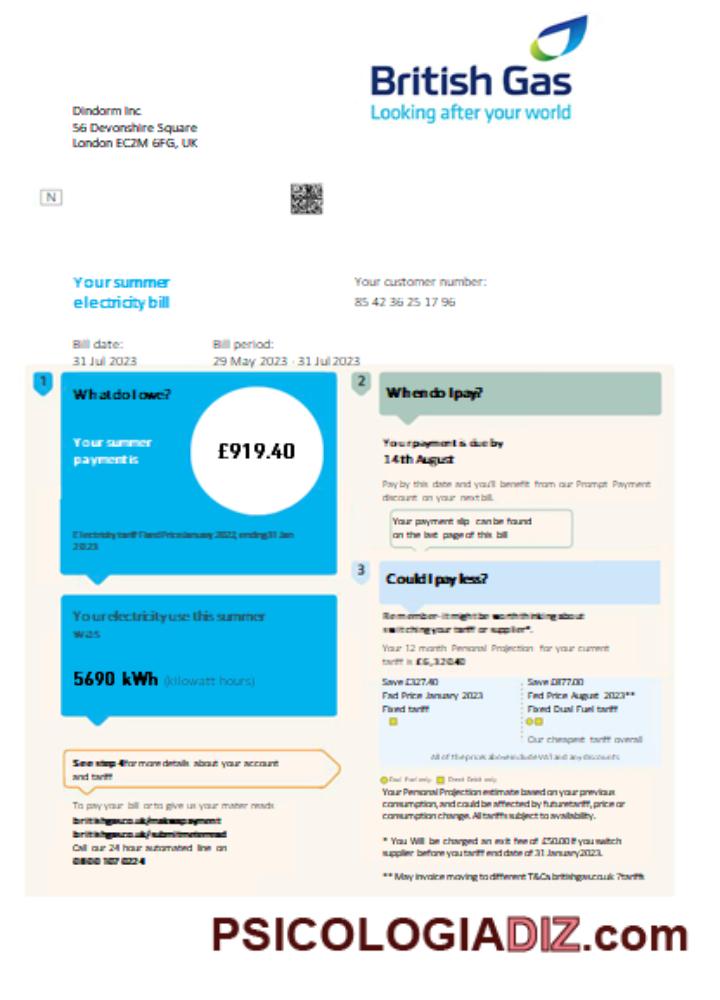 British Gas
Looking after your world
Dindorm Inc
56 Devonshire Square
London EC2M 6FG, UK
N
Your summer
electricity bill
Your customer number:
85 42 36 25 17 96
Bill date:
31 Jul 2023
Bill period:
29 May 2023 - 31 Jul 2023
1
What do I owe?
Your summer
payment is
£919.40
Electricity tariff Fixed Price January 2022, ending 31 Jan
2023
Your electricity use this summer
was
5690 kWh (kilowatt hours)
See step 4 for more details about your account
and tariff
To pay your bill or to give us your mater reads
britishgas.co.uk/makeapayment
britishgas.co.uk/submitmeterread
Call our 24 hour automated line on
0800 107 0224
2
When do I pay?
Your payment is due by
14th August
Pay by this date and you'll benefit from our Prompt Payment
discount on your next bill.
Your payment slip can be found
on the last page of this bill
3
Could I pay less?
Remember - it might be worth thinking about
switching your tariff or supplier*.
Your 12 month Personal Projection for your current
tariff is
Save £327.40
Fad Price January 2023
Fixed tariff
Save £877.00
Fed Price August 2023**
Fixed Dual Fuel tariff
Our cheapest tariff overall
All of the prices above include VAT and any discounts
Dual Fuel only Direct Debit only
Your Personal Projection estimate based on your previous
consumption, and could be affected by future tariff, price or
consumption change. All tariffs subject to availability.
* You Will be charged an exit fee of £50.00 if you switch
supplier before you tariff end date of 31 January 2023.
** May invoice moving to different T&Cs britishgas.co.uk ?tariffs
PSICOLOGIADIZ.com